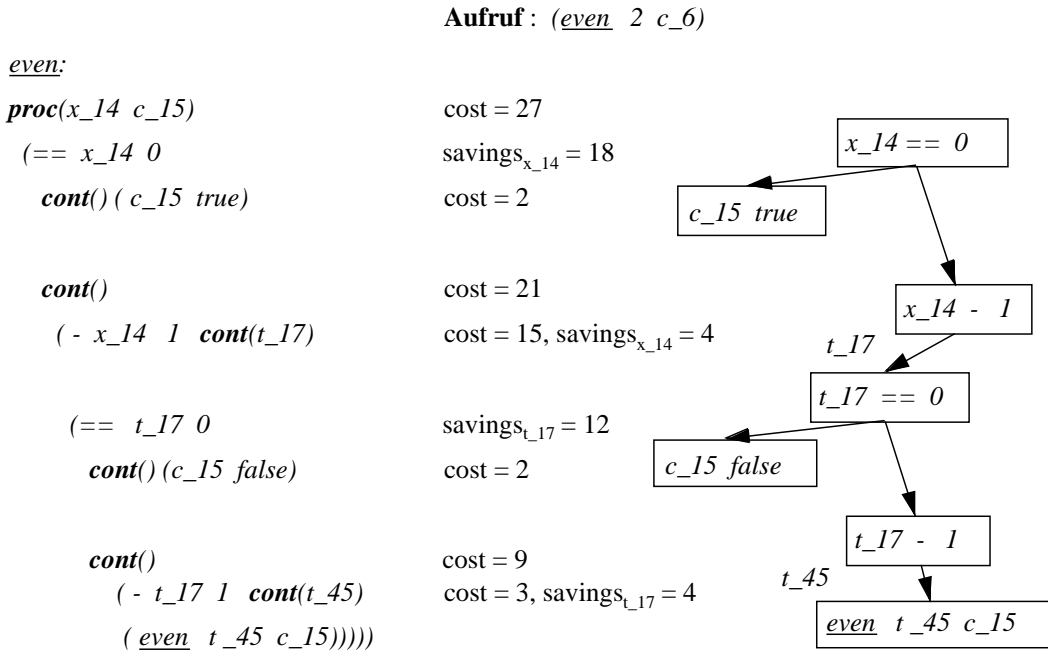 Aufruf : (even 2 c_6)
even:
proc(x_14 c_15) cost = 27
(== x_14 0 savings_x_14 = 18
cont() ( c_15 true) cost = 2
cont() cost = 21
( - x_14 1 cont(t_17) cost = 15, savings_x_14 = 4
(== t_17 0 savings_t_17 = 12
cont() (c_15 false) cost = 2
cont() cost = 9
( - t_17 1 cont(t_45) cost = 3, savings_t_17 = 4
( even t _45 c_15)))))
x_14 == 0
c_15 true
x_14 - 1
t_17
t_17 == 0
c_15 false
t_17 - 1
t_45
even t _45 c_15